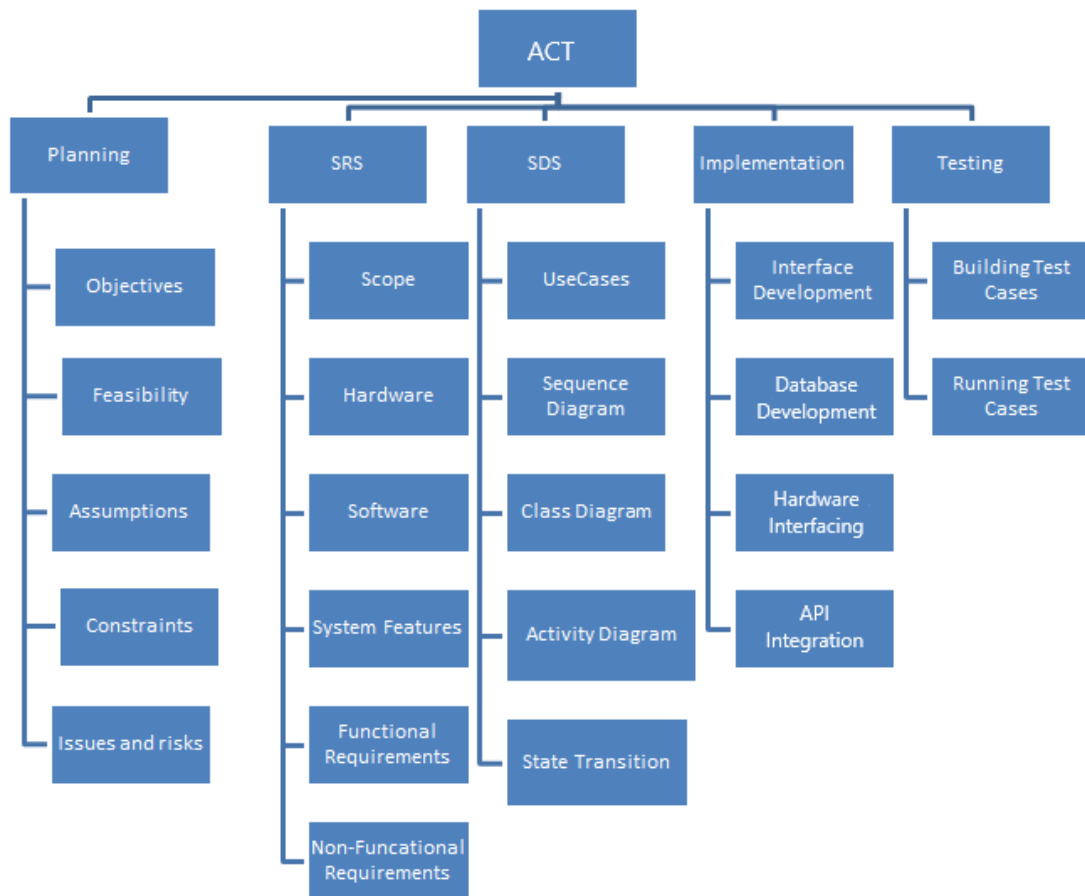 ACT
Planning
SRS
SDS
Implementation
Testing
Objectives
Feasibility
Assumptions
Constraints
Issues and risks
Scope
Hardware
Software
System Features
Functional
Requirements
Non-Funcational
Requirements
UseCases
Sequence
Diagram
Class Diagram
Activity Diagram
State Transition
Interface
Development
Database
Development
Hardware
Interfacing
API
Integration
Building Test
Cases
Running Test
Cases